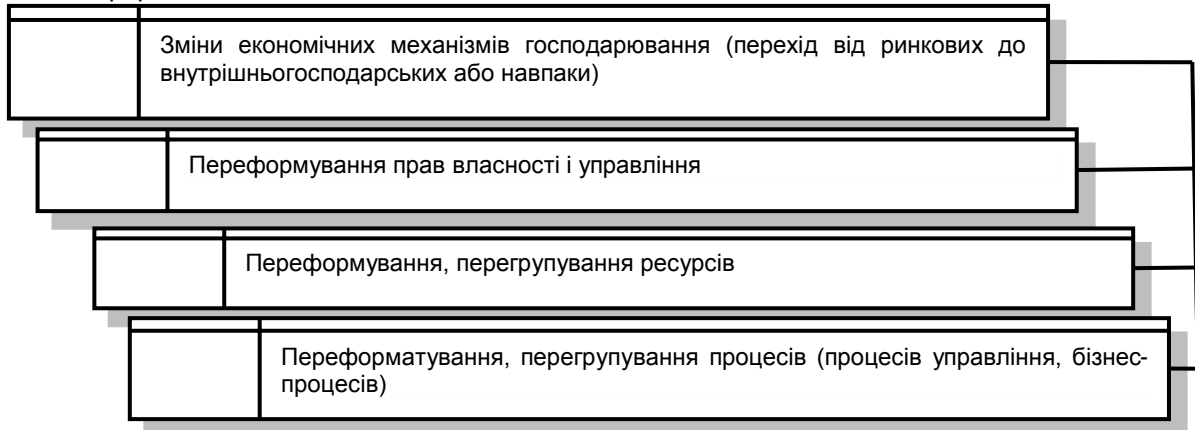 Зміни економічних механізмів господарювання (перехід від ринкових до
внутрішньогосподарських або навпаки)
Переформування прав власності і управління
Переформування, перегрупування ресурсів
Переформатування, перегрупування процесів (процесів управління, бізнес-
процесів)